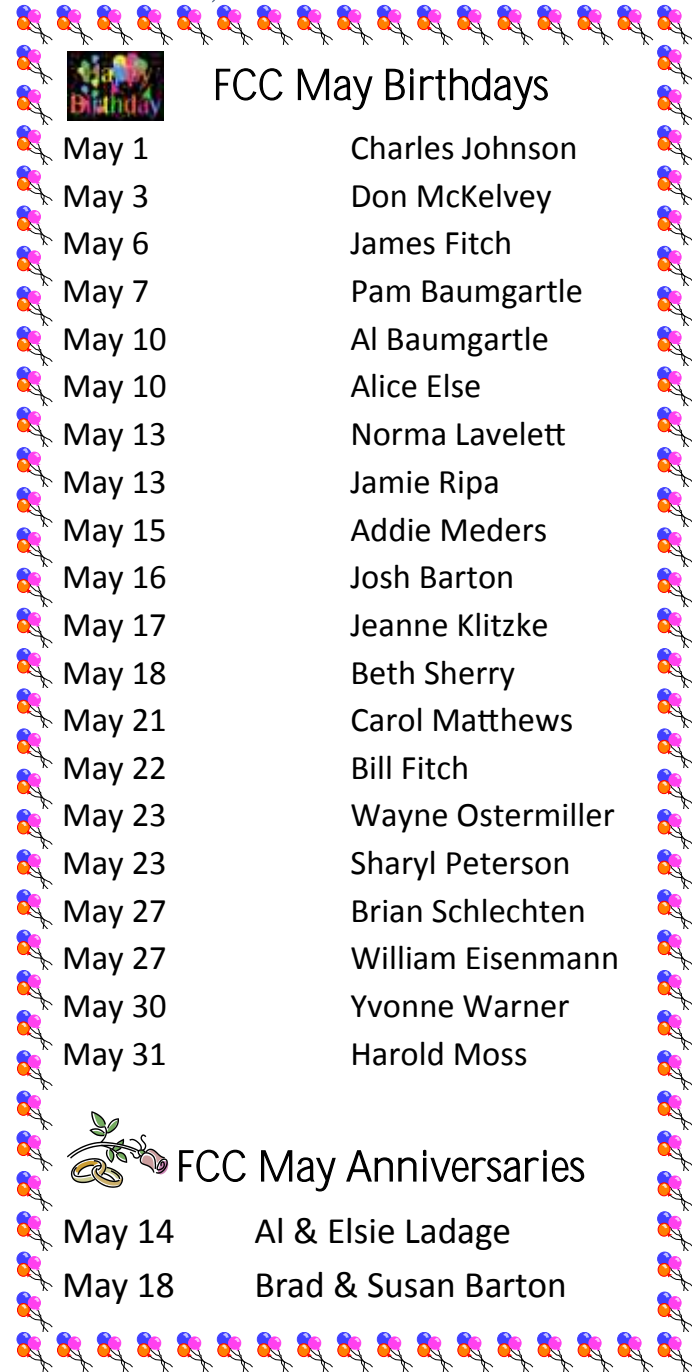 Happy
Birthday
FCC May Birthdays
May 1 Charles Johnson
May 3 Don McKelvey
May 6 James Fitch
May 7 Pam Baumgartle
May 10 Al Baumgartle
May 10 Alice Else
May 13 Norma Lavelett
May 13 Jamie Ripa
May 15 Addie Meders
May 16 Josh Barton
May 17 Jeanne Klitzke
May 18 Beth Sherry
May 21 Carol Matthews
May 22 Bill Fitch
May 23 Wayne Ostermiller
May 23 Sharyl Peterson
May 27 Brian Schlechten
May 27 William Eisenmann
May 30 Yvonne Warner
May 31 Harold Moss
FCC May Anniversaries
May 14 Al & Elsie Ladage
May 18 Brad & Susan Barton